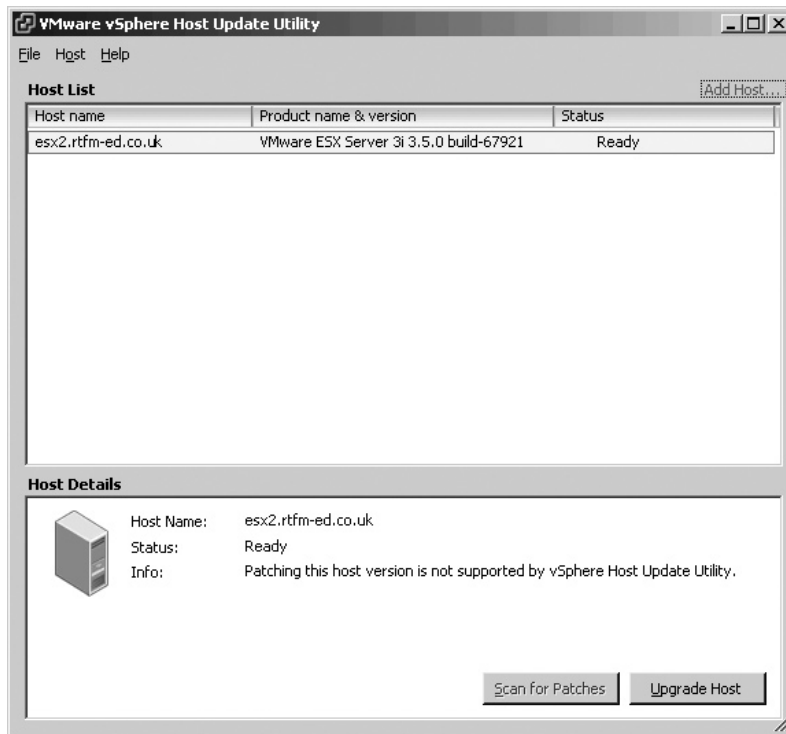 VMware vSphere Host Update Utility
File Host Help
Host List
Add Host...
Host name Product name & version Status
esx2.rtfm-ed.co.uk VMware ESX Server 3i 3.5.0 build-67921 Ready
Host Details
Host Name: esx2.rtfm-ed.co.uk
Status: Ready
Info: Patching this host version is not supported by vSphere Host Update Utility.
Scan for Patches Upgrade Host